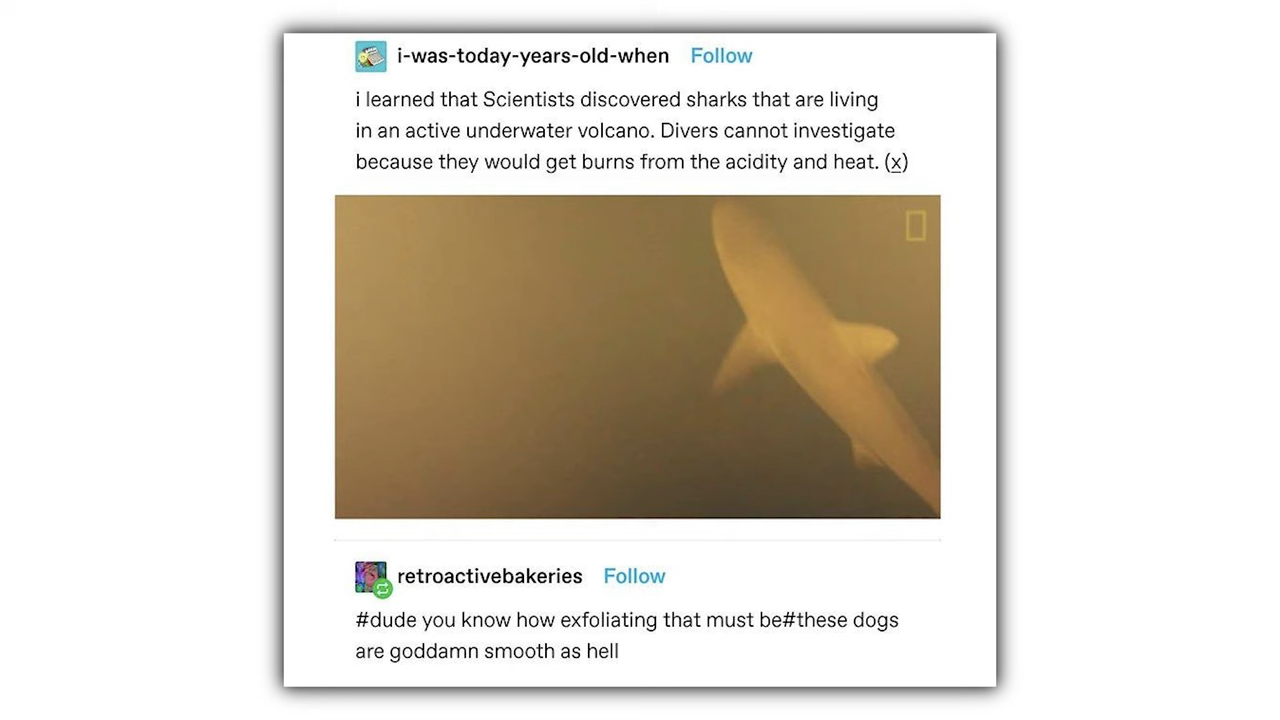 i-was-today-years-old-when Follow
i learned that Scientists discovered sharks that are living
in an active underwater volcano. Divers cannot investigate
because they would get burns from the acidity and heat. (x)
retroactivebakeries Follow
#dude you know how exfoliating that must be#these dogs
are goddamn smooth as hell